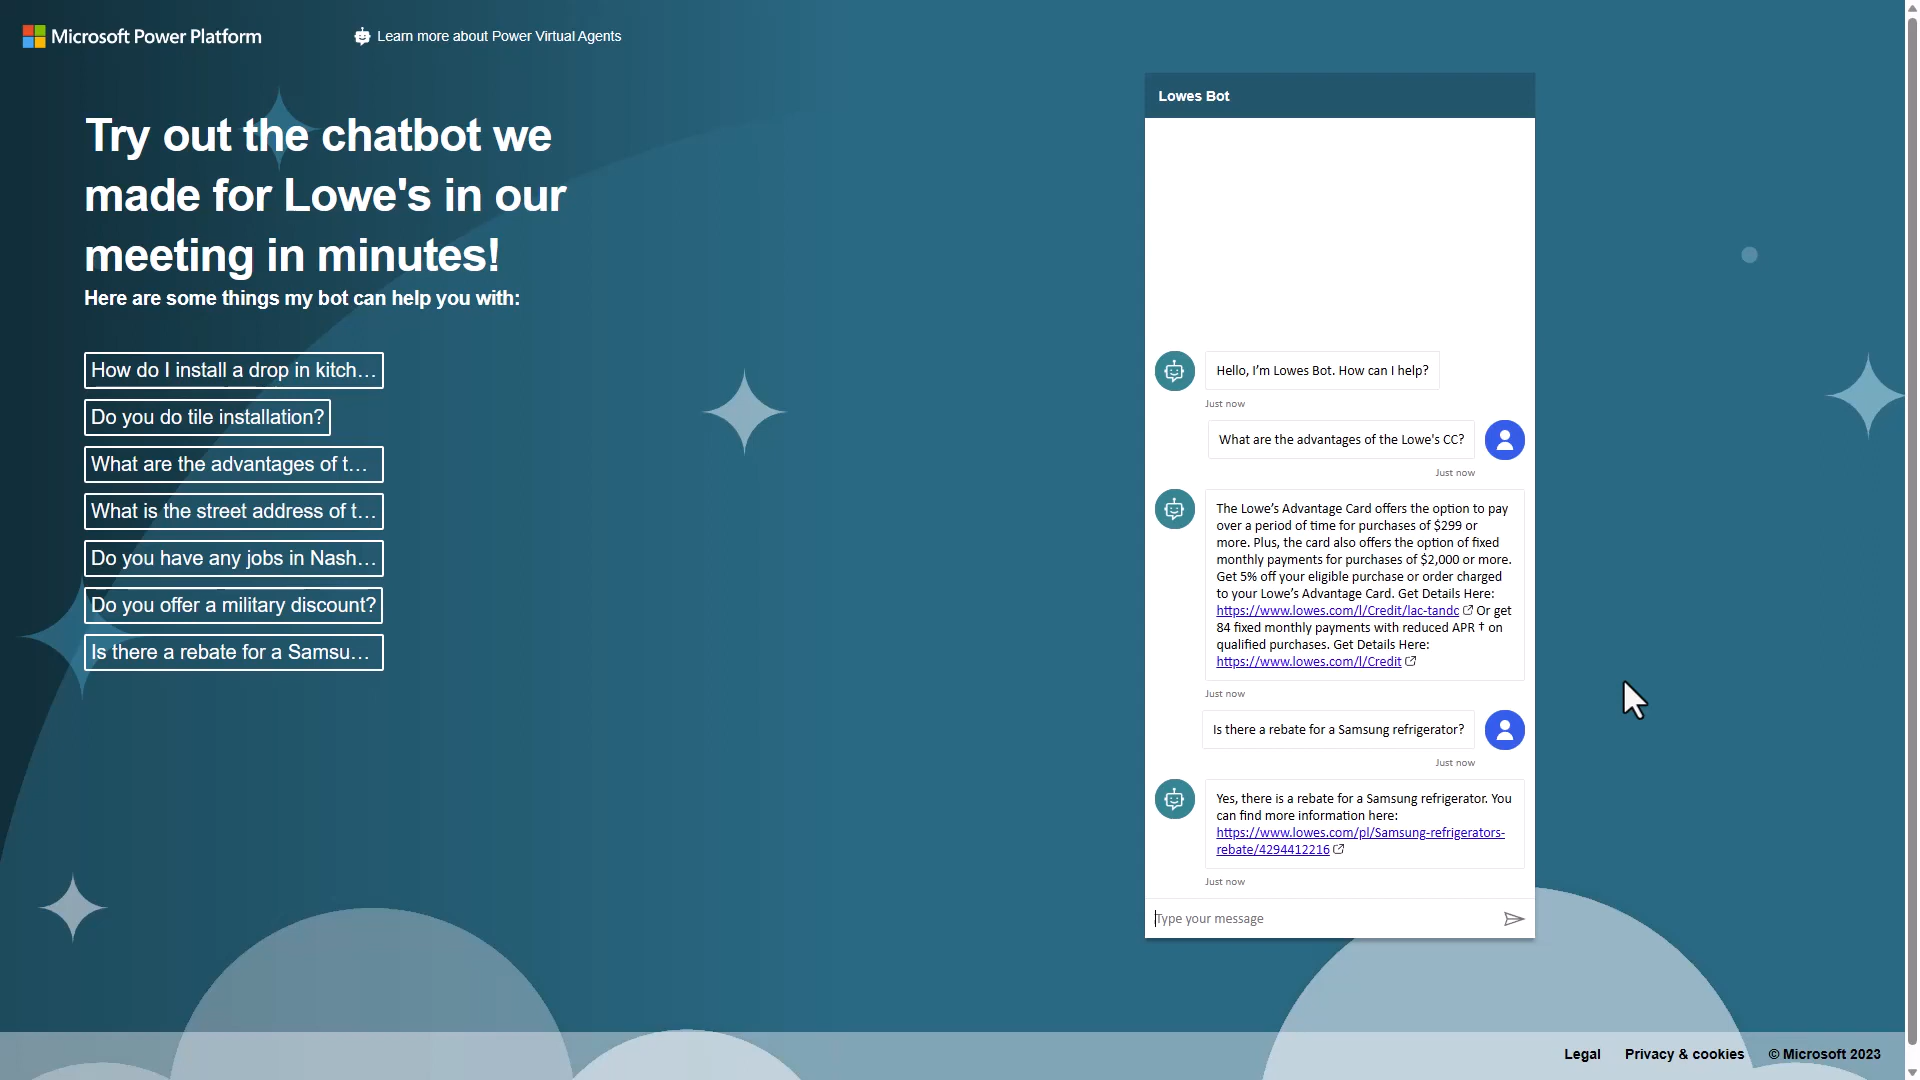 Microsoft Power Platform
Learn more about Power Virtual Agents
Try out the chatbot we
made for Lowe's in our
meeting in minutes!
Here are some things my bot can help you with:
How do I install a drop in kitch...
Do you do tile installation?
What are the advantages of t...
What is the street address of t...
Do you have any jobs in Nash...
Do you offer a military discount?
Is there a rebate for a Samsu...
Lowes Bot
Hello, I’m Lowes Bot. How can I help?
Just now
What are the advantages of the Lowe's CC?
Just now
The Lowe’s Advantage Card offers the option to pay
over a period of time for purchases of $299 or
more. Plus, the card also offers the option of fixed
monthly payments for purchases of $2,000 or more.
Get 5% off your eligible purchase or order charged
to your Lowe’s Advantage Card. Get Details Here:
https://www.lowes.com/l/Credit/lac-tandc Or get
84 fixed monthly payments with reduced APR † on
qualified purchases. Get Details Here:
https://www.lowes.com/l/Credit
Just now
Is there a rebate for a Samsung refrigerator?
Just now
Yes, there is a rebate for a Samsung refrigerator. You
can find more information here:
https://www.lowes.com/pl/Samsung-refrigerators-
rebate/4294412216
Just now
Type your message
Legal
Privacy & cookies
© Microsoft 2023